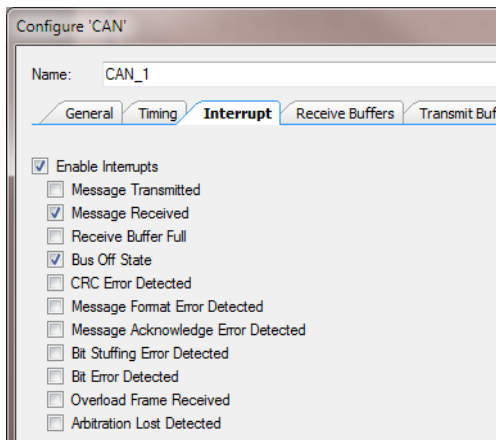 Configure 'CAN'
Name: CAN_1
General Timing Interrupt Receive Buffers Transmit Buf
Enable Interrupts
Message Transmitted
Message Received
Receive Buffer Full
Bus Off State
CRC Error Detected
Message Format Error Detected
Message Acknowledge Error Detected
Bit Stuffing Error Detected
Bit Error Detected
Overload Frame Received
Arbitration Lost Detected